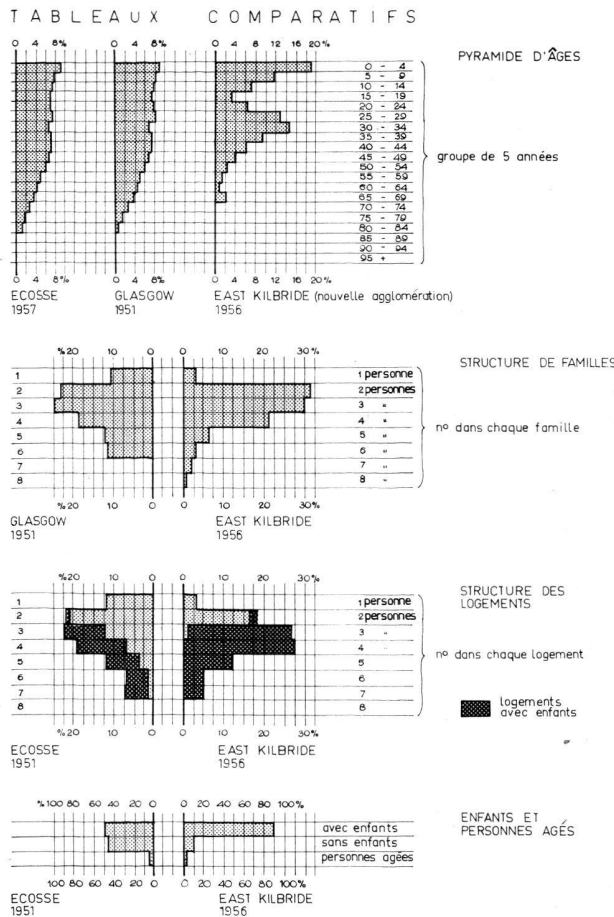 TABLEAUX COMPARATIFS
PYRAMIDE D'ÂGES
0 4 8% 0 4 8% 0 4 8 12 16 20%
0 - 4
5 - 9
10 - 14
15 - 19
20 - 24
25 - 29
30 - 34
35 - 39
40 - 44
45 - 49
50 - 54
55 - 59
60 - 64
65 - 69
70 - 74
75 - 79
80 - 84
85 - 89
90 - 94
95 +
groupe de 5 années
0 4 8% 0 4 8% 0 4 8 12 16 20%
ECOSSE GLASGOW EAST KILBRIDE (nouvelle agglomération)
1957 1951 1956
STRUCTURE DE FAMILLES
%20 10 0 0 10 20 30%
1 1 personne
2 2 personnes
3 3 "
4 4 "
5 5 "
6 6 "
7 7 "
8 8 "
nº dans chaque famille
%20 10 0 0 10 20 30%
GLASGOW EAST KILBRIDE
1951 1956
STRUCTURE DES
LOGEMENTS
%20 10 0 0 10 20 30%
1 1 personne
2 2 personnes
3 3 "
4 4
5 5
6 6
7 7
8 8
nº dans chaque logement
logements
avec enfants
%20 10 0 0 10 20 30%
ECOSSE EAST KILBRIDE
1951 1956
ENFANTS ET
PERSONNES AGÉS
%100 80 60 40 20 0 0 20 40 60 80 100%
avec enfants
sans enfants
personnes agées
100 80 60 40 20 0 0 20 40 60 80 100%
ECOSSE EAST KILBRIDE
1951 1956